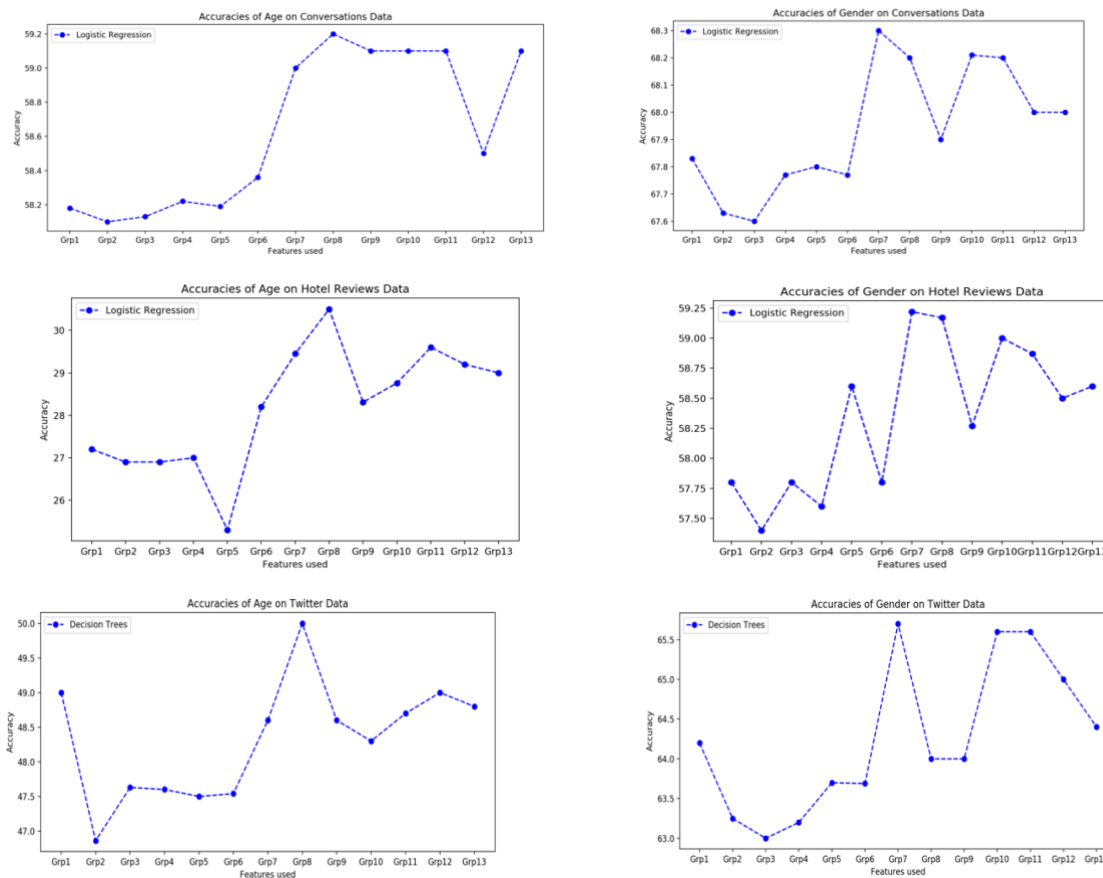 Accuracies of Age on Conversations Data
Logistic Regression
59.2
59.0
58.8
58.6
58.4
58.2
Accuracy
Grp1 Grp2 Grp3 Grp4 Grp5 Grp6 Grp7 Grp8 Grp9 Grp10 Grp11 Grp12 Grp13
Features used
Accuracies of Gender on Conversations Data
Logistic Regression
68.3
68.2
68.1
68.0
67.9
67.8
67.7
67.6
Accuracy
Grp1 Grp2 Grp3 Grp4 Grp5 Grp6 Grp7 Grp8 Grp9 Grp10 Grp11 Grp12 Grp13
Features used
Accuracies of Age on Hotel Reviews Data
Logistic Regression
30
29
28
27
26
Accuracy
Grp1 Grp2 Grp3 Grp4 Grp5 Grp6 Grp7 Grp8 Grp9 Grp10 Grp11 Grp12 Grp13
Features used
Accuracies of Gender on Hotel Reviews Data
Logistic Regression
59.25
59.00
58.75
58.50
58.25
58.00
57.75
57.50
Accuracy
Grp1 Grp2 Grp3 Grp4 Grp5 Grp6 Grp7 Grp8 Grp9 Grp10Grp11Grp12Grp1
Features used
Accuracies of Age on Twitter Data
Decision Trees
50.0
49.5
49.0
48.5
48.0
47.5
47.0
Accuracy
Grp1 Grp2 Grp3 Grp4 Grp5 Grp6 Grp7 Grp8 Grp9 Grp10 Grp11 Grp12 Grp13
Features used
Accuracies of Gender on Twitter Data
Decision Trees
65.5
65.0
64.5
64.0
63.5
63.0
Accuracy
Grp1 Grp2 Grp3 Grp4 Grp5 Grp6 Grp7 Grp8 Grp9 Grp10 Grp11 Grp12 Grp1
Features used